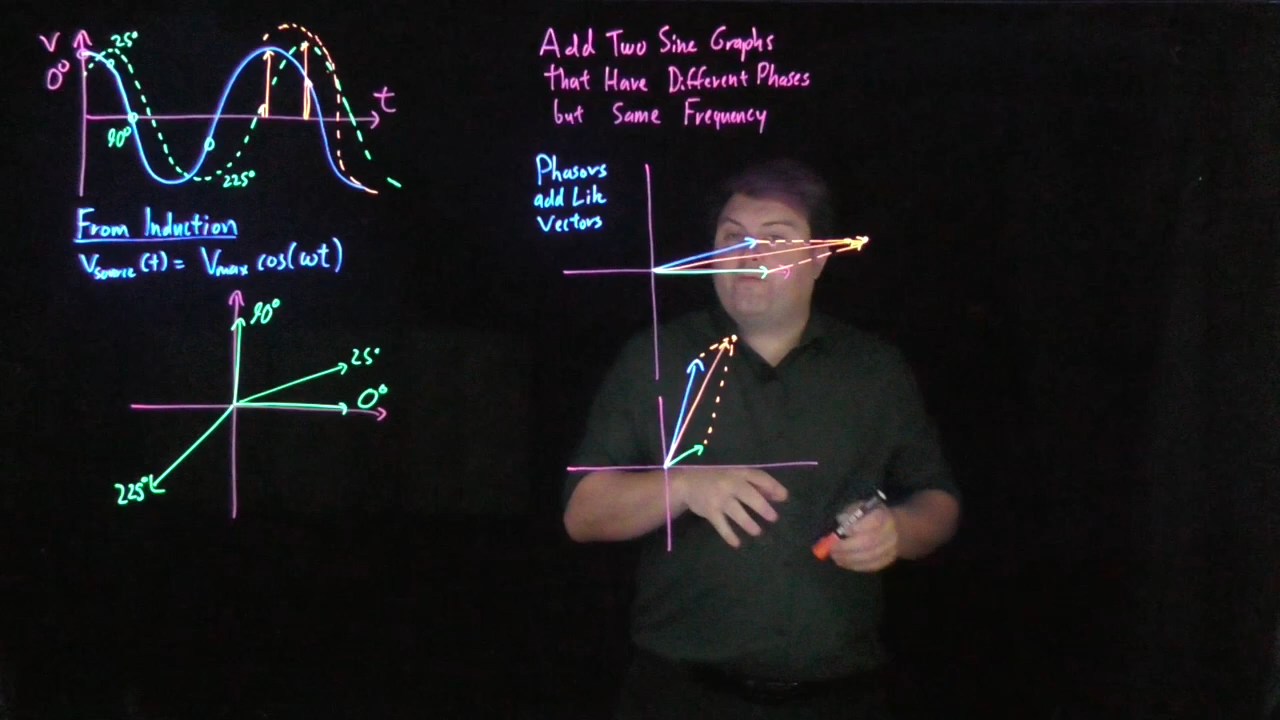 V
25°
0°
t
90°
225°
From Induction
Vsource(t) = Vmax cos(ωt)
90°
25°
0°
225°
Add Two Sine Graphs
that Have Different Phases
but Same Frequency
Phasors
add Like
Vectors